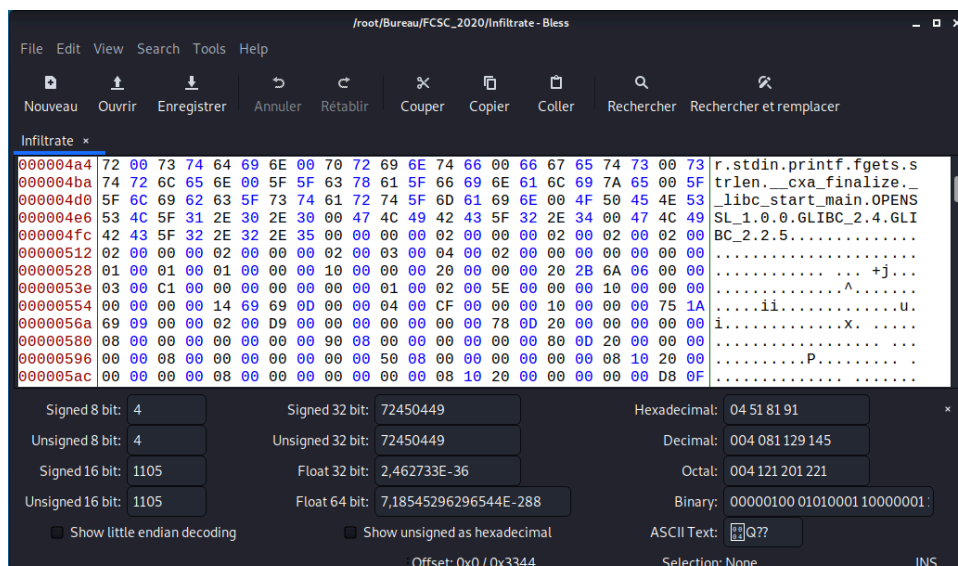 /root/Bureau/FCSC_2020/Infiltrate - Bless
File Edit View Search Tools Help
Nouveau Ouvrir Enregistrer Annuler Rétablir Couper Copier Coller Rechercher Rechercher et remplacer
Infiltrate ×
000004a4 72 00 73 74 64 69 6E 00 70 72 69 6E 74 66 00 66 67 65 74 73 00 73 r.stdin.printf.fgets.s
000004ba 74 72 6C 65 6E 00 5F 5F 63 78 61 5F 66 69 6E 61 6C 69 7A 65 00 5F trlen.__cxa_finalize._
000004d0 5F 6C 69 62 63 5F 73 74 61 72 74 5F 6D 61 69 6E 00 4F 50 45 4E 53 _libc_start_main.OPENS
000004e6 53 4C 5F 31 2E 30 2E 30 00 47 4C 49 42 43 5F 32 2E 34 00 47 4C 49 SL_1.0.0.GLIBC_2.4.GLI
000004fc 42 43 5F 32 2E 32 2E 35 00 00 00 00 02 00 00 00 02 00 02 00 02 00 BC_2.2.5..............
00000512 02 00 00 00 02 00 00 00 02 00 03 00 04 00 02 00 00 00 00 00 00 00 ......................
00000528 01 00 01 00 01 00 00 00 10 00 00 00 20 00 00 00 20 2B 6A 06 00 00 ............ ... +j...
0000053e 03 00 C1 00 00 00 00 00 00 00 01 00 02 00 5E 00 00 00 10 00 00 00 ..............^.......
00000554 00 00 00 00 14 69 69 0D 00 00 04 00 CF 00 00 00 10 00 00 00 75 1A .....ii.............u.
0000056a 69 09 00 00 02 00 D9 00 00 00 00 00 00 00 78 0D 20 00 00 00 00 00 i.............x. .....
00000580 08 00 00 00 00 00 00 00 90 08 00 00 00 00 00 00 80 0D 20 00 00 00 .................. ...
00000596 00 00 08 00 00 00 00 00 00 00 50 08 00 00 00 00 00 00 08 10 20 00 ..........P......... .
000005ac 00 00 00 00 08 00 00 00 00 00 00 00 08 10 20 00 00 00 00 00 D8 0F .............. .......
Signed 8 bit: 4 Signed 32 bit: 72450449 Hexadecimal: 04 51 81 91 ×
Unsigned 8 bit: 4 Unsigned 32 bit: 72450449 Decimal: 004 081 129 145
Signed 16 bit: 1105 Float 32 bit: 2,462733E-36 Octal: 004 121 201 221
Unsigned 16 bit: 1105 Float 64 bit: 7,18545296296544E-288 Binary: 00000100 01010001 10000001
Show little endian decoding Show unsigned as hexadecimal ASCII Text: Q??
Offset: 0x0 / 0x3344 Selection: None INS